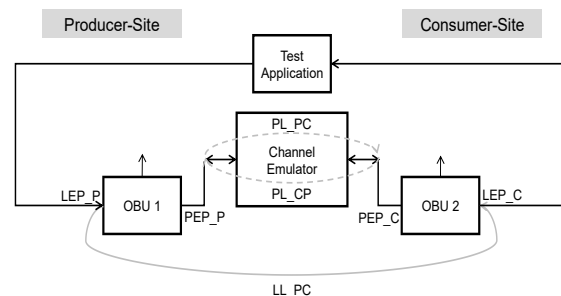 Producer-Site
Consumer-Site
Test
Application
PL_PC
Channel
Emulator
PL_CP
LEP_P
OBU 1
PEP_P
PEP_C
OBU 2
LEP_C
LL_PC